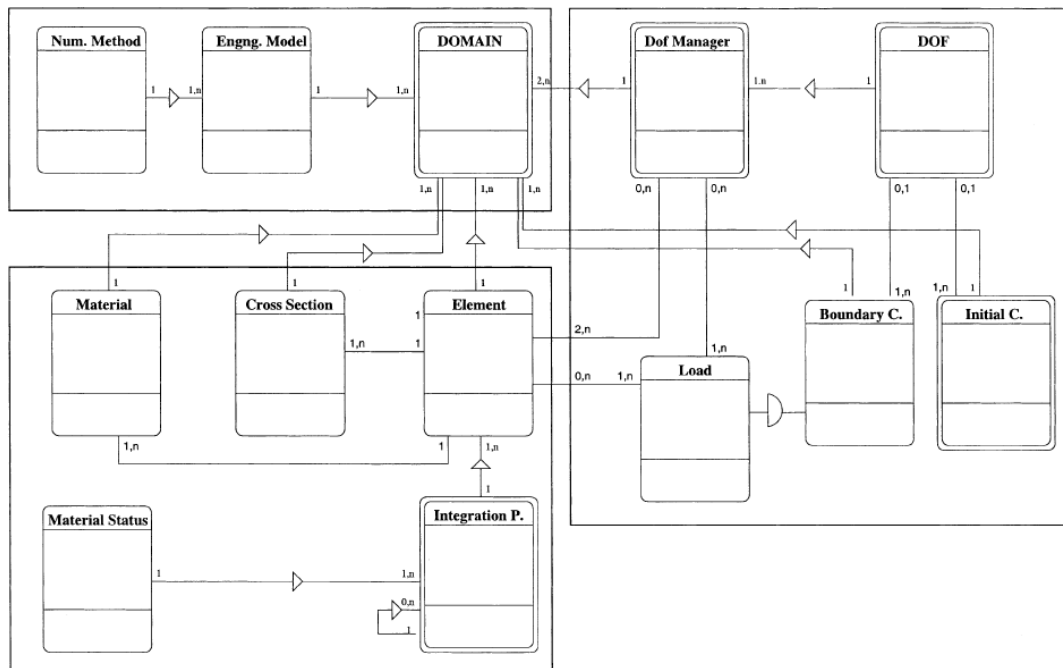 Num. Method
Engng. Model
DOMAIN
Dof Manager
DOF
1
1,n
1
1,n
2,n
1
1.n
1
1,n
1,n
1,n
0,n
0,n
0,1
0,1
1
1
1
1
1,n
1,n
1
Material
Cross Section
Element
Boundary C.
Initial C.
1
1,n
1
2,n
1,n
Load
0,n
1,n
1,n
1
1,n
1
Material Status
Integration P.
1
1,n
0,n
1